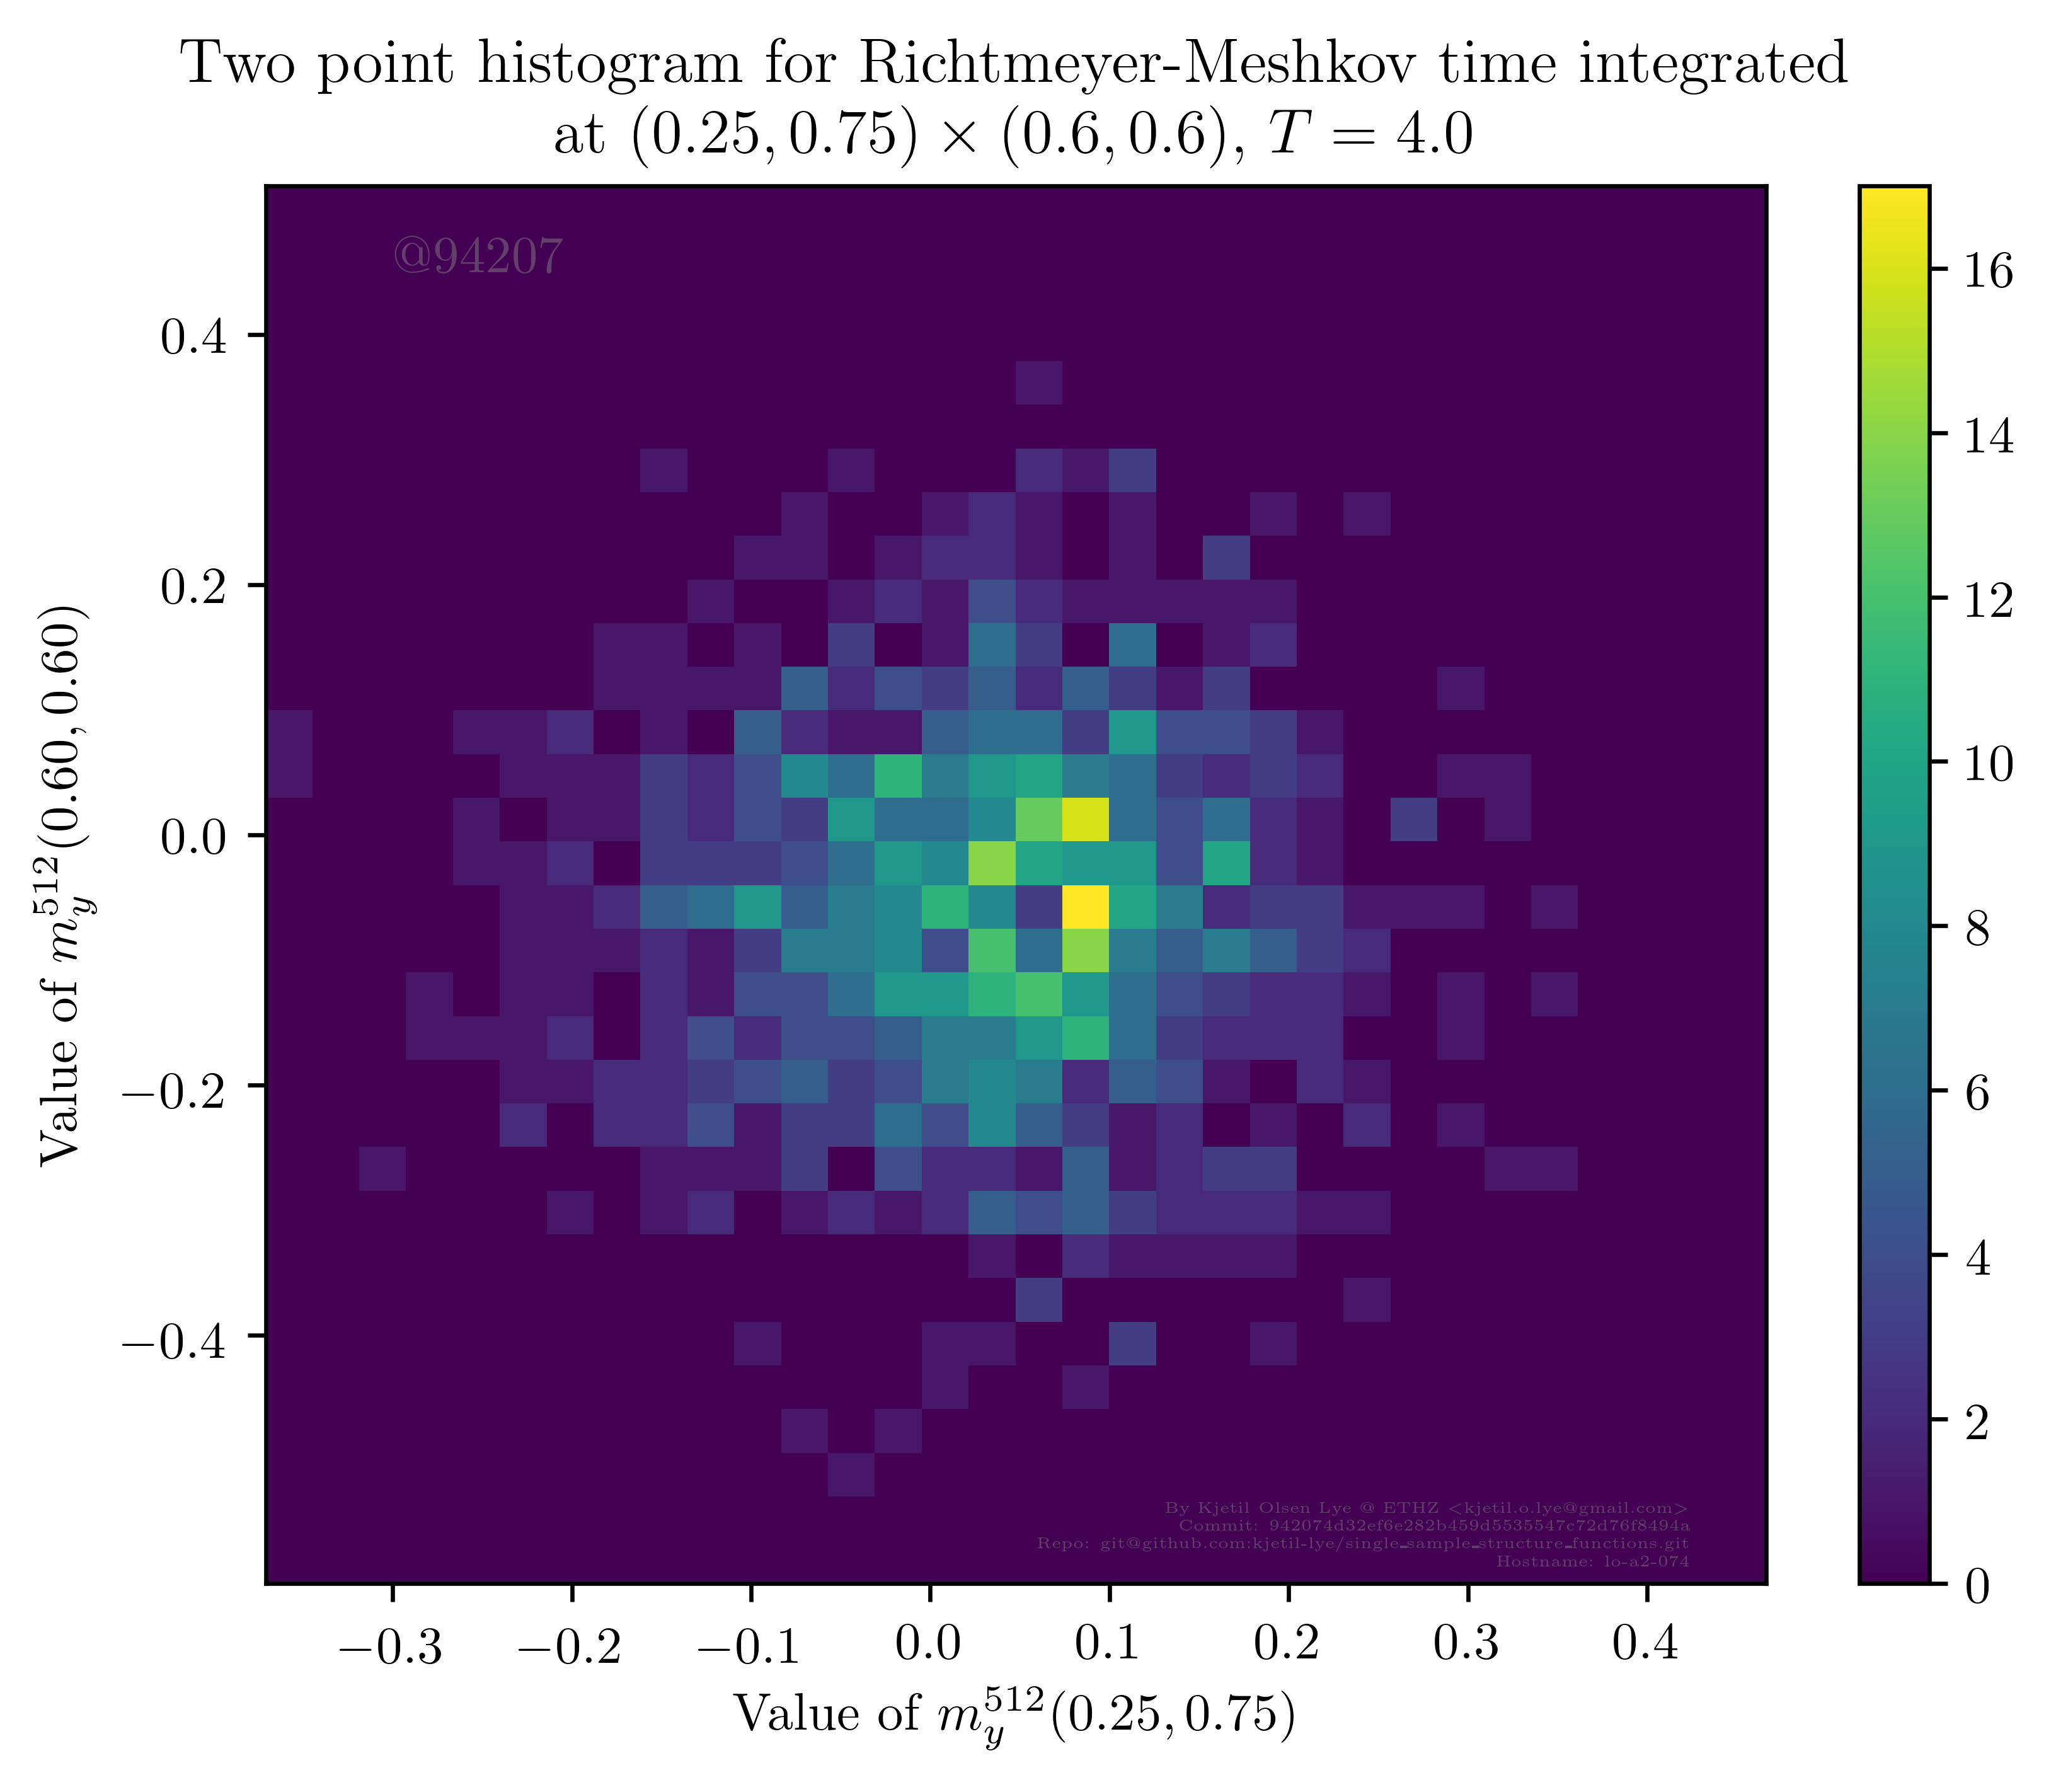 Two point histogram for Richtmeyer-Meshkov time integrated
at (0.25, 0.75) × (0.6, 0.6), T = 4.0
@94207
0.4
0.2
0.0
−0.2
−0.4
Value of m_y^512(0.60, 0.60)
−0.3
−0.2
−0.1
0.0
0.1
0.2
0.3
0.4
Value of m_y^512(0.25, 0.75)
16
14
12
10
8
6
4
2
0
By Kjetil Olsen Lye @ ETHZ <kjetil.o.lye@gmail.com>
Commit: 942074d32ef6e282b459d5535547c72d76f8494a
Repo: git@github.com:kjetil-lye/single_sample_structure_functions.git
Hostname: lo-a2-074